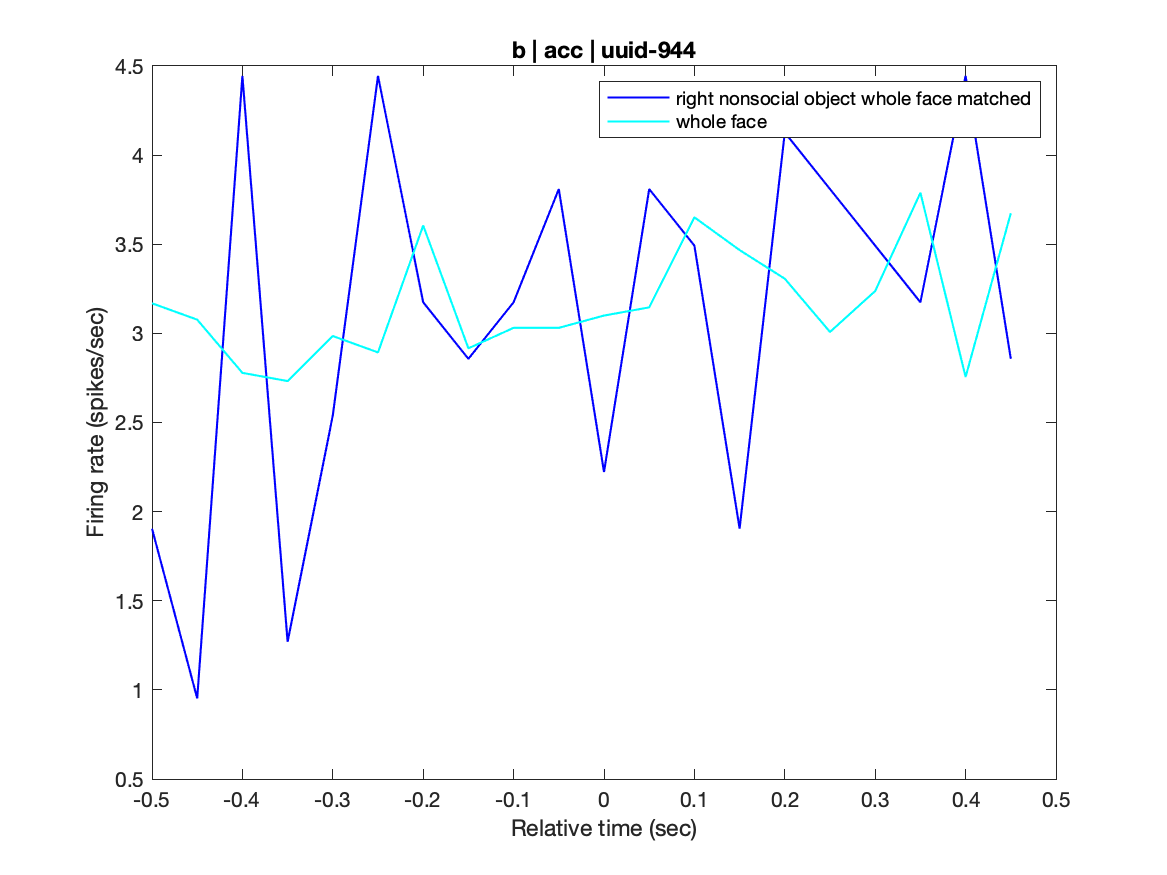 b | acc | uuid-944
right nonsocial object whole face matched
whole face
4.5
4
3.5
3
2.5
2
1.5
1
0.5
Firing rate (spikes/sec)
-0.5 -0.4 -0.3 -0.2 -0.1 0 0.1 0.2 0.3 0.4 0.5
Relative time (sec)